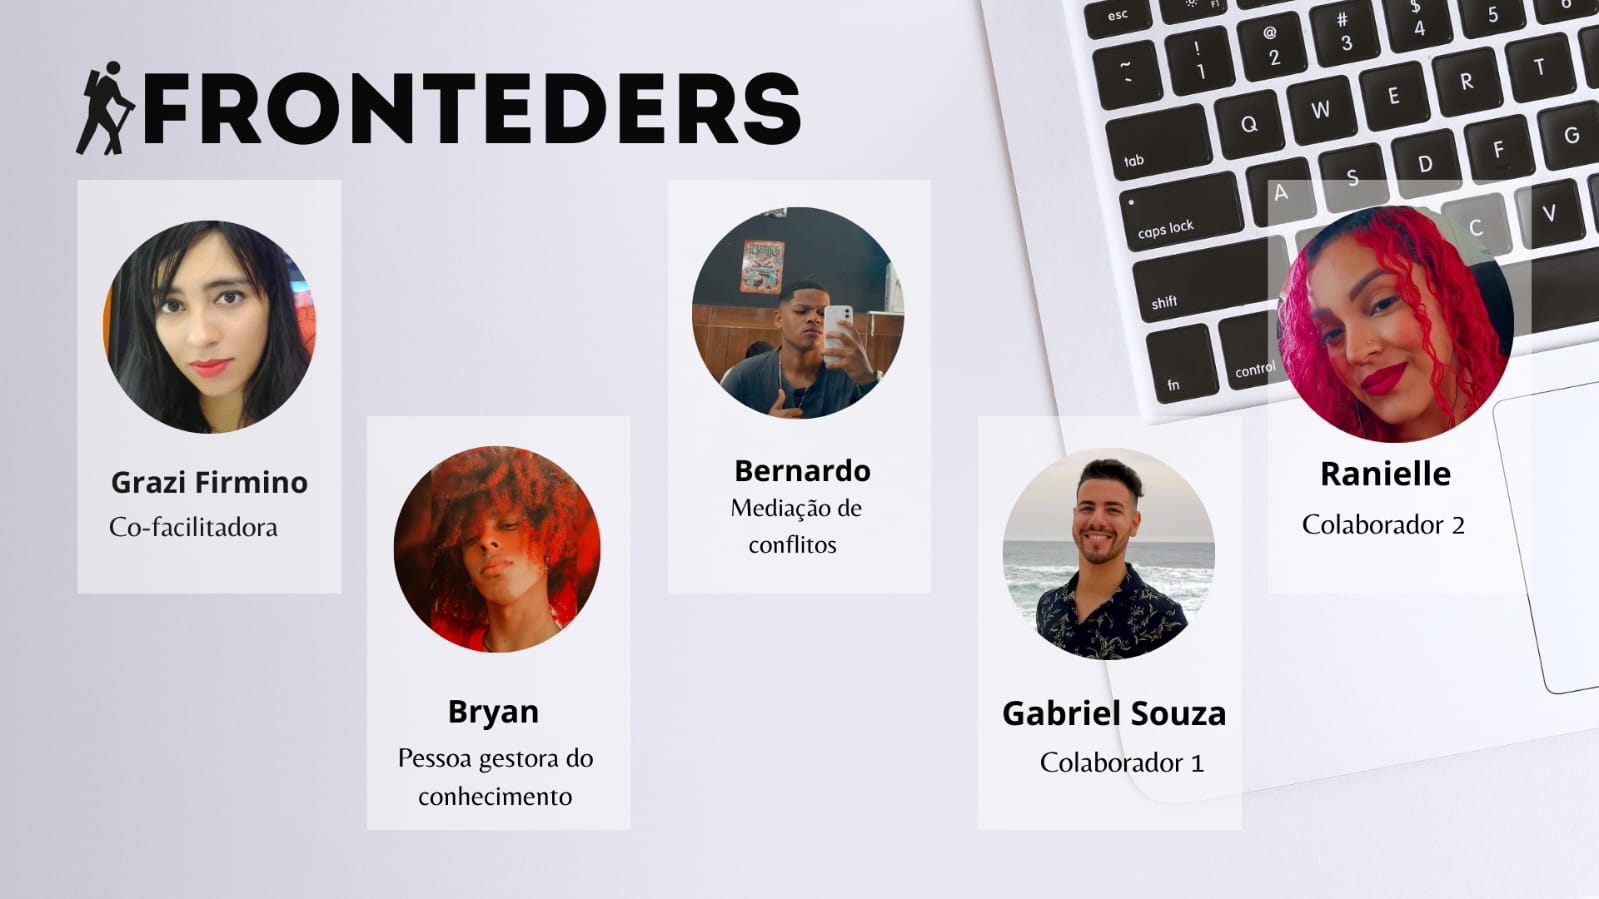 FRONTEDERS
Grazi Firmino
Co-facilitadora
Bryan
Pessoa gestora do
conhecimento
Bernardo
Mediação de
conflitos
Gabriel Souza
Colaborador 1
Ranielle
Colaborador 2
esc
F1
~ ! @ # $ 5 6
` 1 2 3 4
tab Q W E R T
caps lock A S D F G
shift C V
fn control